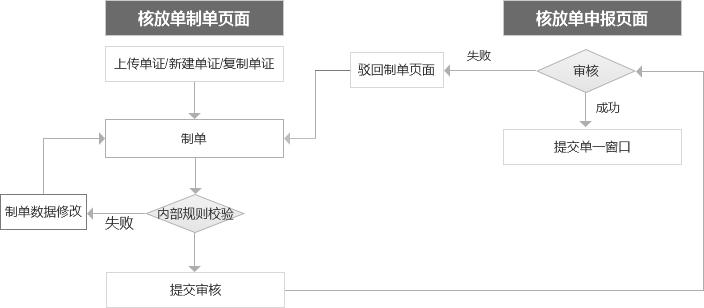 核放单制单页面
核放单申报页面
上传单证/新建单证/复制单证
失败
驳回制单页面
审核
成功
制单
提交单一窗口
制单数据修改
失败
内部规则校验
提交审核